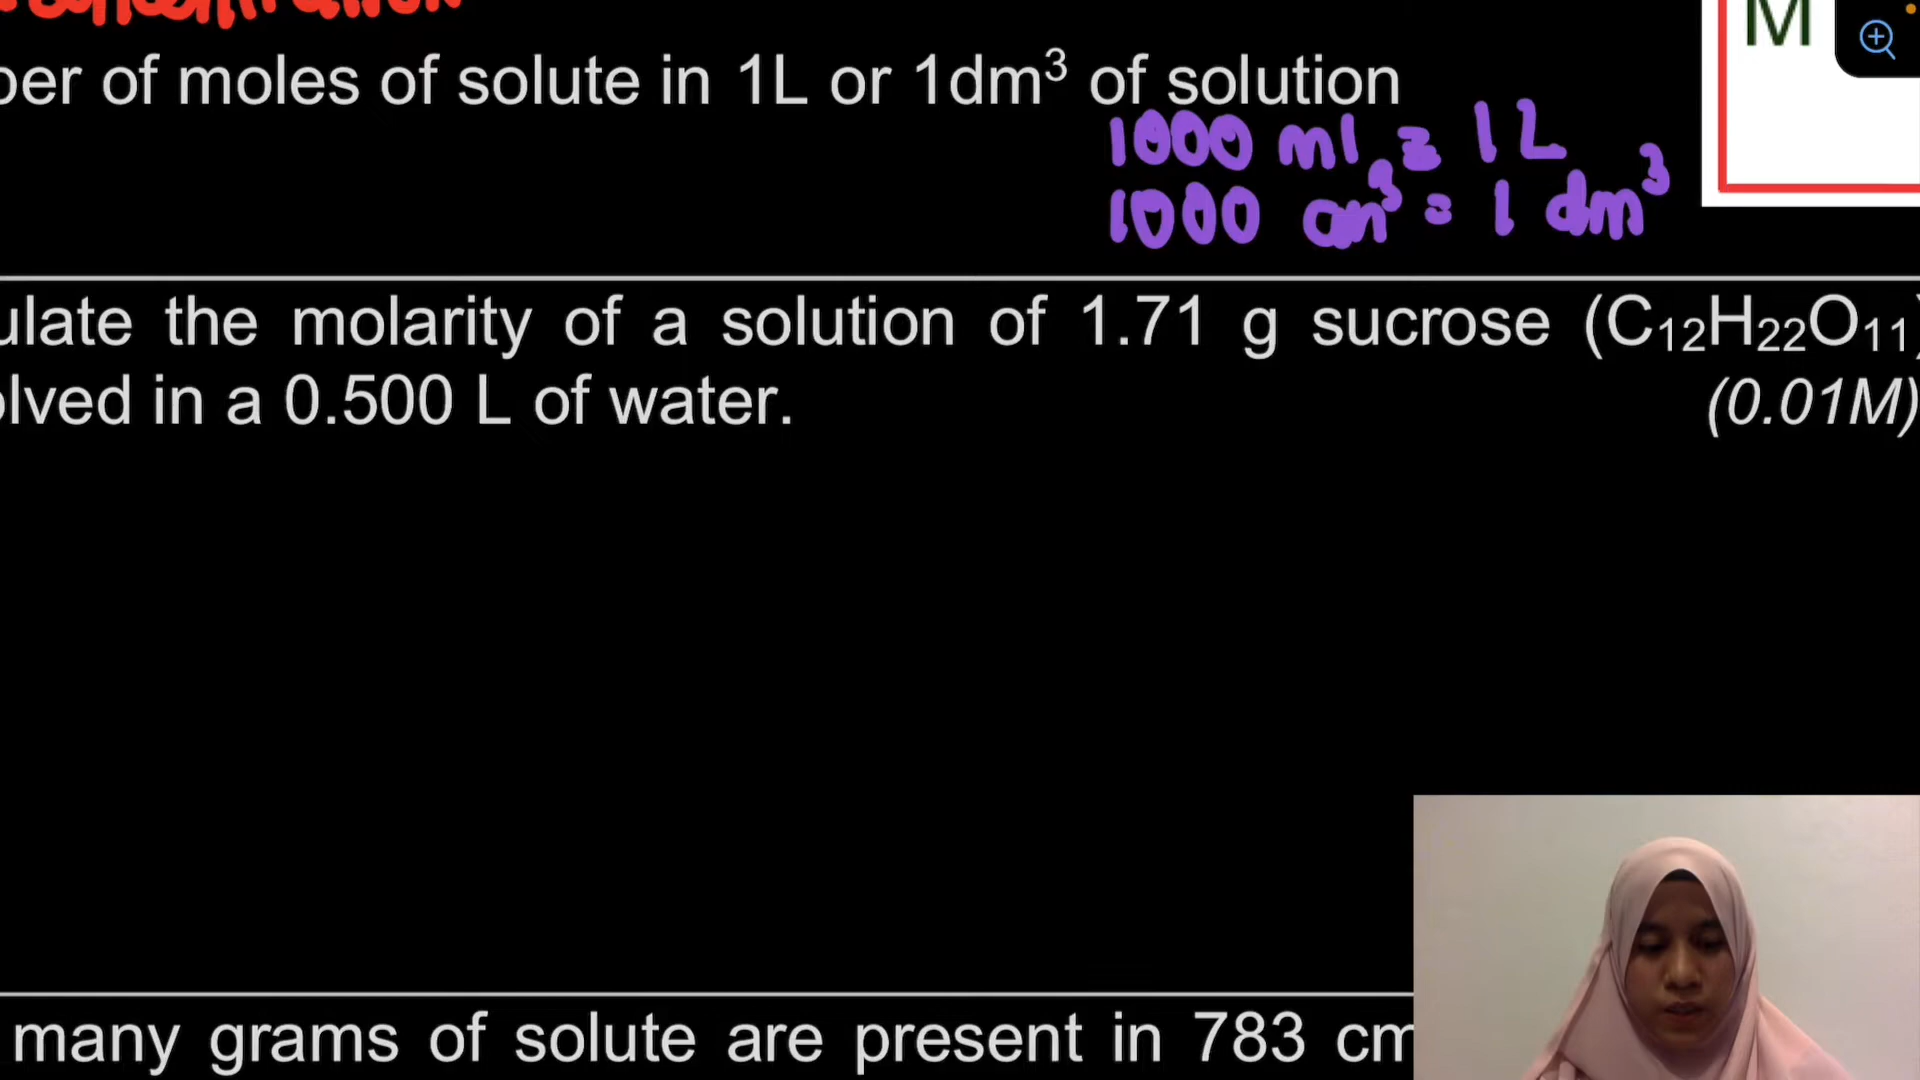 concentration
M
ber of moles of solute in 1L or 1dm³ of solution
1000 ml = 1 L
1000 cm³ = 1 dm³
ulate the molarity of a solution of 1.71 g sucrose (C₁₂H₂₂O₁₁)
olved in a 0.500 L of water.
(0.01M)
many grams of solute are present in 783 cm